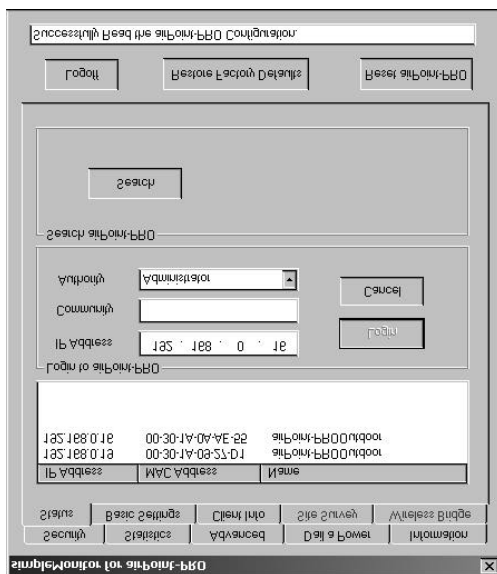 simpleMonitor for airPoint-PRO
Security Statistics Advanced Dail a Power Information
Status Basic Settings Client Info Site Survey Wireless Bridge
IP Address MAC Address Name
192.168.0.19 00-30-1A-09-27-D1 airPoint-PROOutdoor
192.168.0.16 00-30-1A-0A-AE-55 airPoint-PROOutdoor
Login to airPoint-PRO
IP Address 192 . 168 . 0 . 16 Login
Community
Authority Administrator Cancel
Search airPoint-PRO
Search
Logoff Restore Factory Defaults Reset airPoint-PRO
Successfully Read the airPoint-PRO Configuration.